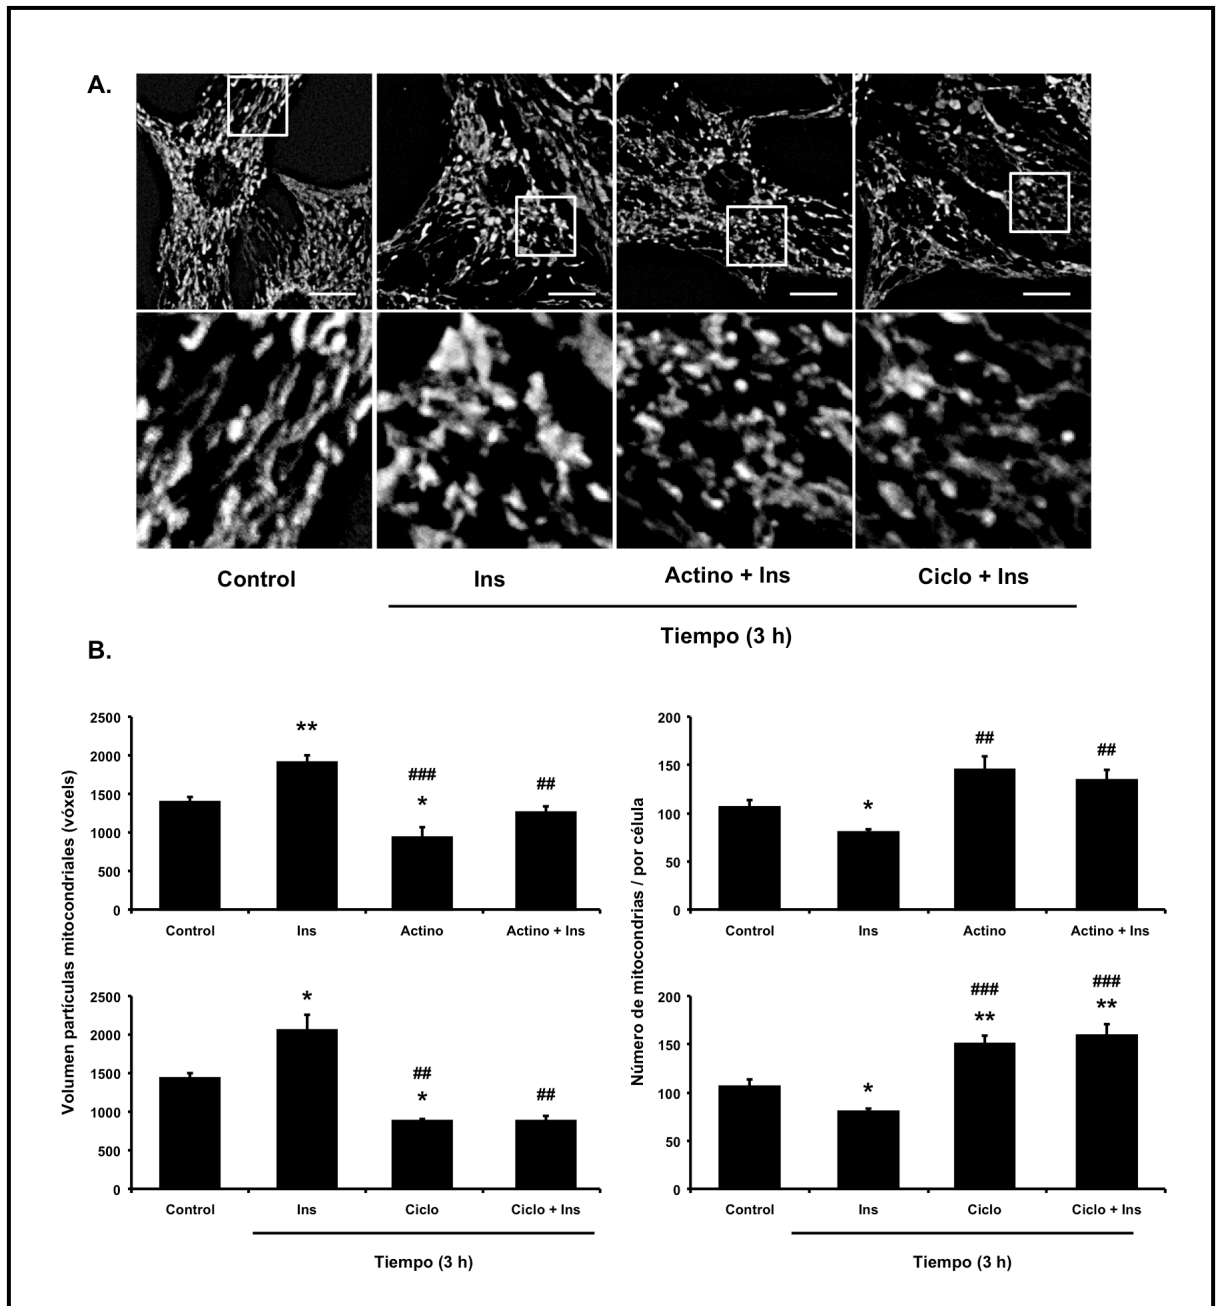 A.
Control
Ins
Actino + Ins
Ciclo + Ins
Tiempo (3 h)
B.
Volumen partículas mitocondriales (vóxels)
2500
2000
1500
1000
500
0
**
###
*
##
Control
Ins
Actino
Actino + Ins
Número de mitocondrias / por célula
200
150
100
50
0
*
##
##
Control
Ins
Actino
Actino + Ins
2500
2000
1500
1000
500
0
*
##
*
##
Control
Ins
Ciclo
Ciclo + Ins
Tiempo (3 h)
200
150
100
50
0
*
###
**
###
**
Control
Ins
Ciclo
Ciclo + Ins
Tiempo (3 h)